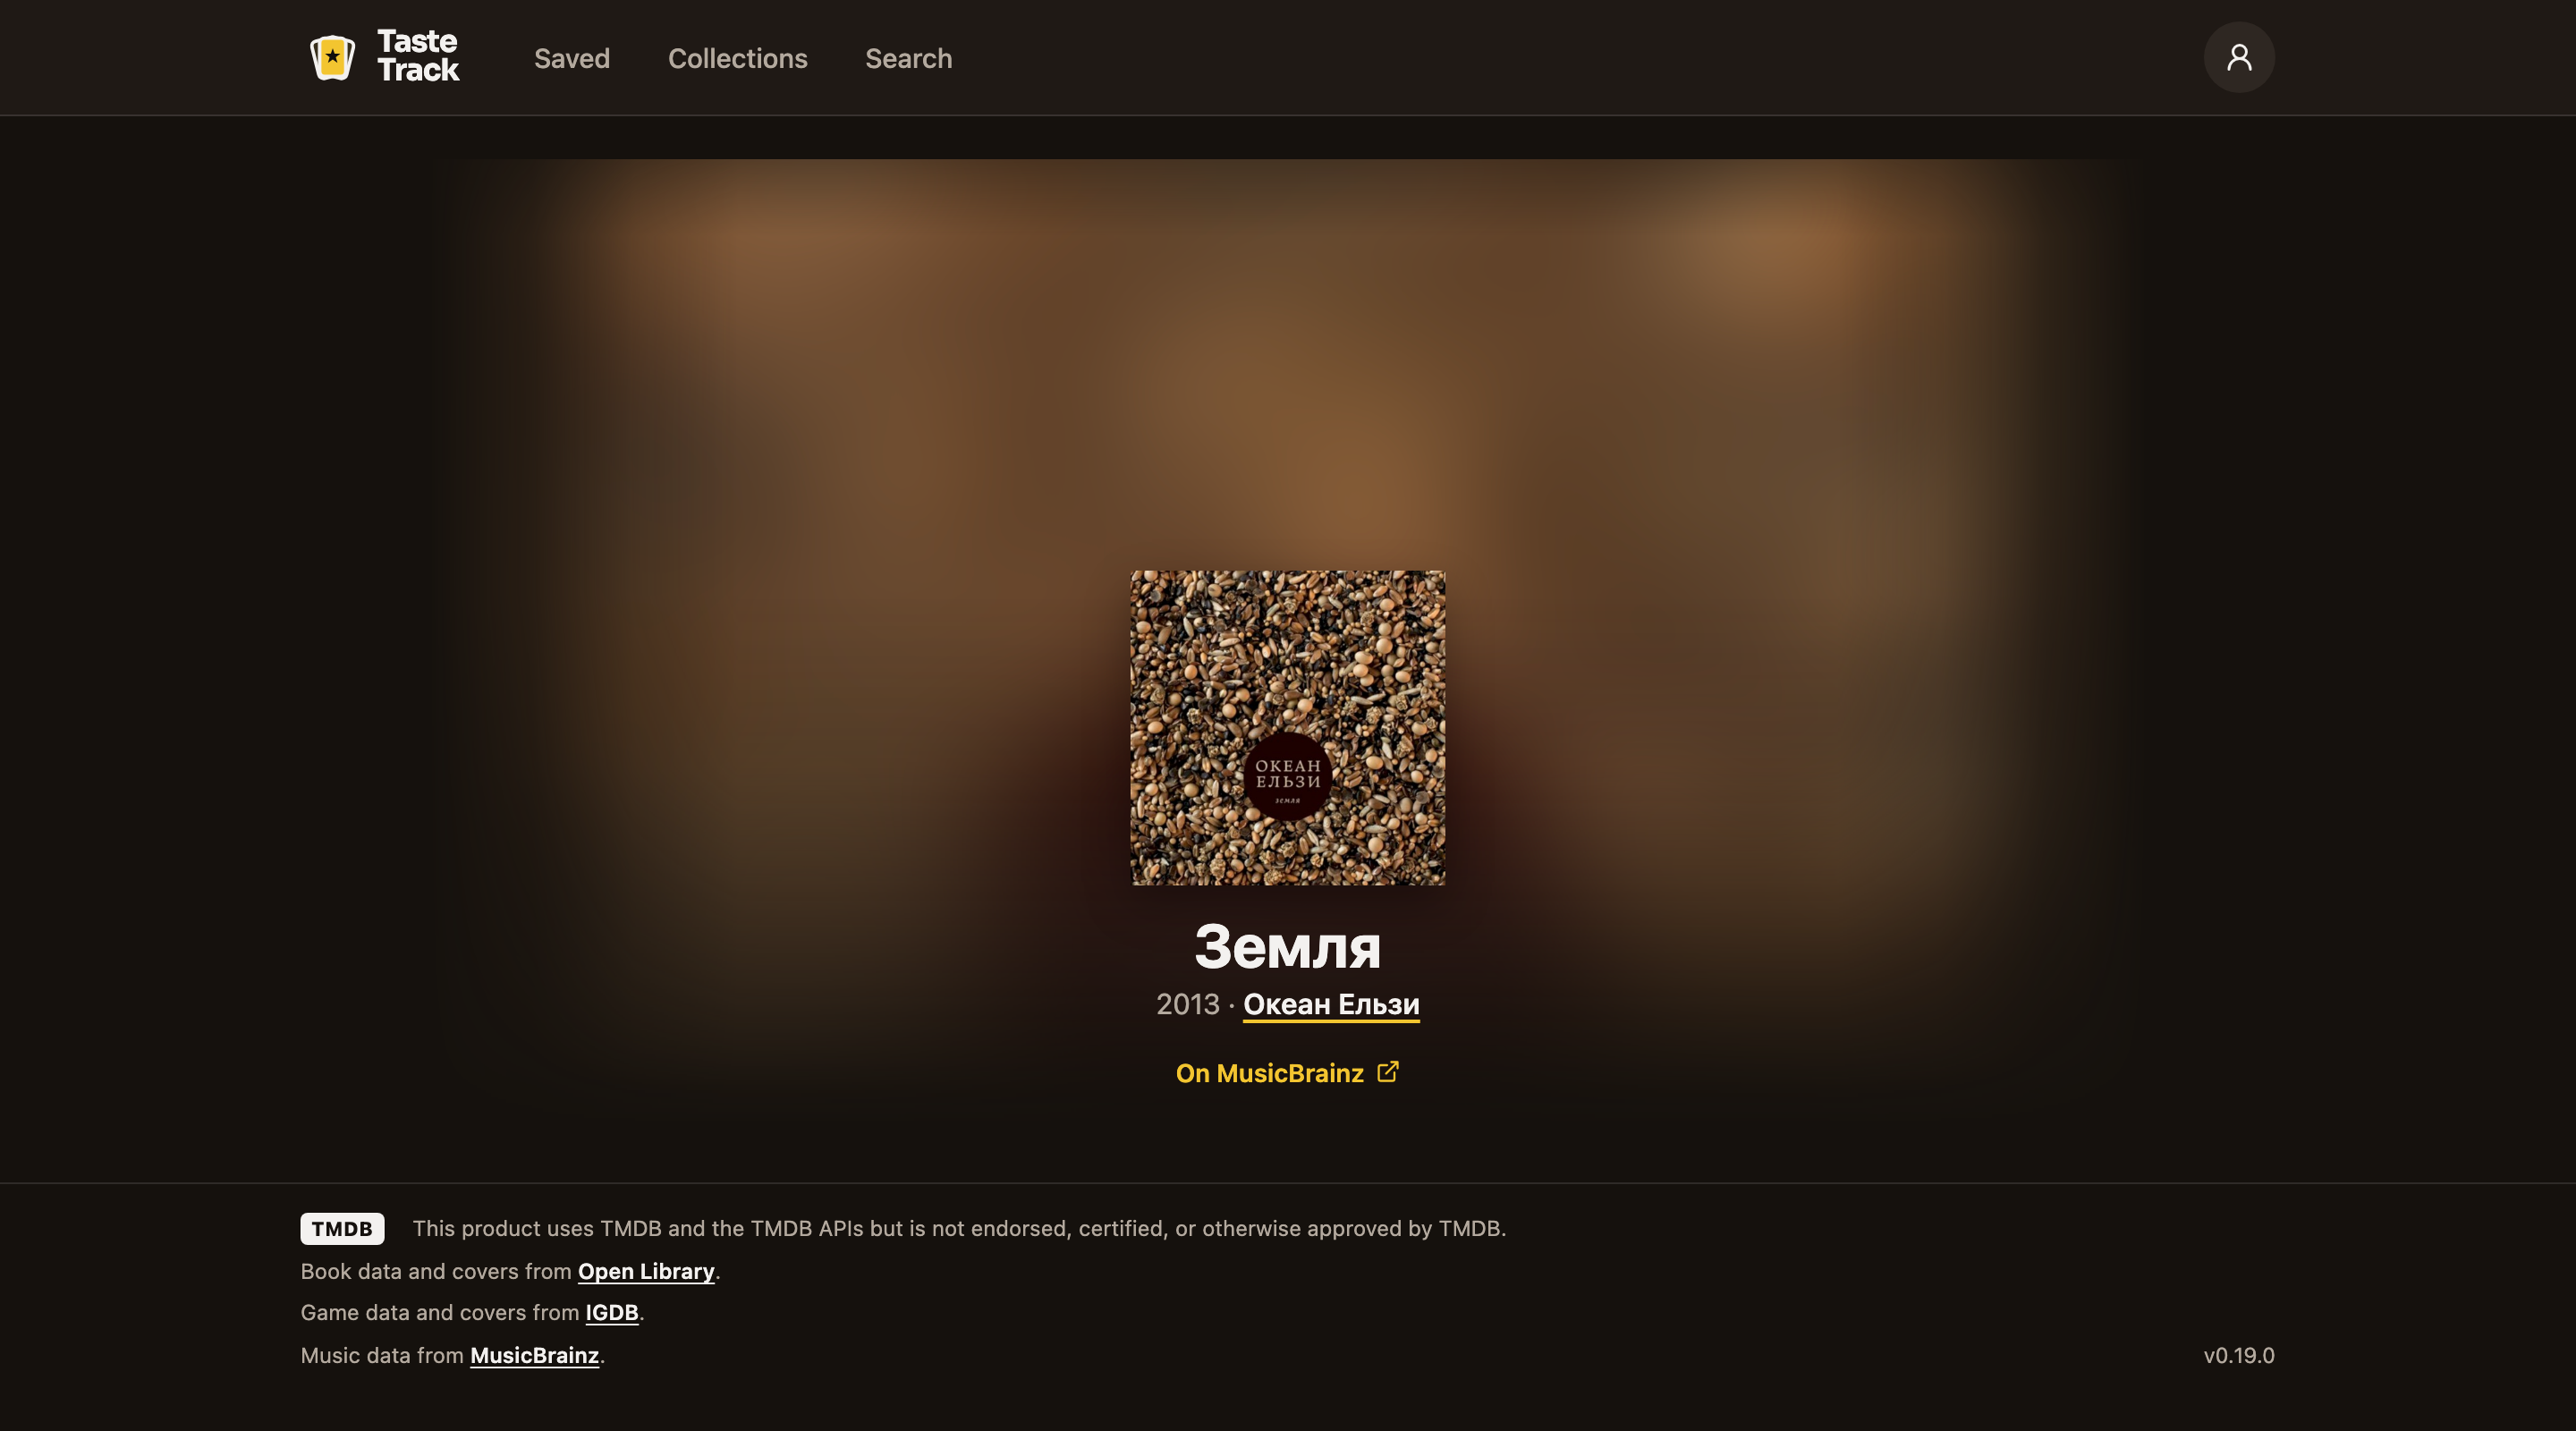 Taste
Track
Saved
Collections
Search
ОКЕАН
ЕЛЬЗИ
земля
Земля
2013 · Океан Ельзи
On MusicBrainz
TMDB This product uses TMDB and the TMDB APIs but is not endorsed, certified, or otherwise approved by TMDB.
Book data and covers from Open Library.
Game data and covers from IGDB.
Music data from MusicBrainz.
v0.19.0